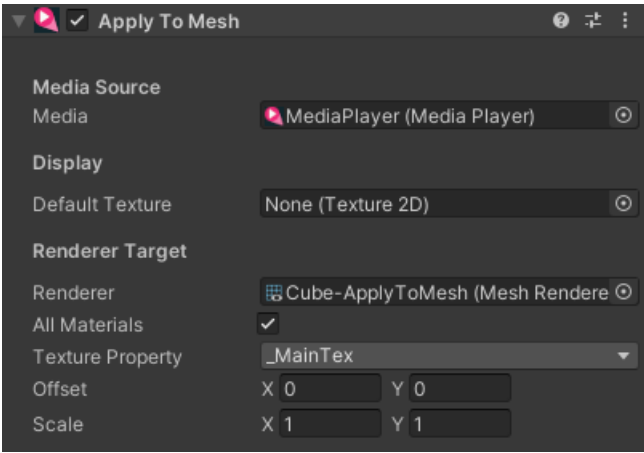 Apply To Mesh
Media Source
Media MediaPlayer (Media Player)
Display
Default Texture None (Texture 2D)
Renderer Target
Renderer Cube-ApplyToMesh (Mesh Rendere
All Materials
Texture Property _MainTex
Offset X 0 Y 0
Scale X 1 Y 1